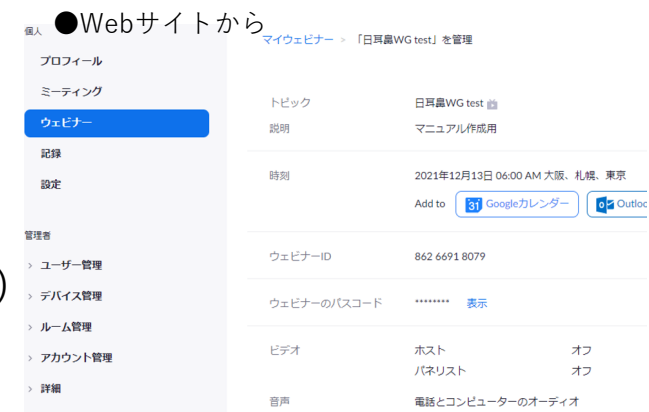 ●Webサイトから
個人
プロフィール
ミーティング
ウェビナー
記録
設定
管理者
> ユーザー管理
> デバイス管理
> ルーム管理
> アカウント管理
> 詳細
)
マイウェビナー > 「日耳鼻WG test」を管理
トピック 日耳鼻WG test
説明 マニュアル作成用
時刻 2021年12月13日 06:00 AM 大阪、札幌、東京
Add to 31 Googleカレンダー Outloo
ウェビナーID 862 6691 8079
ウェビナーのパスコード ******** 表示
ビデオ ホスト オフ
パネリスト オフ
音声 電話とコンピューターのオーディオ